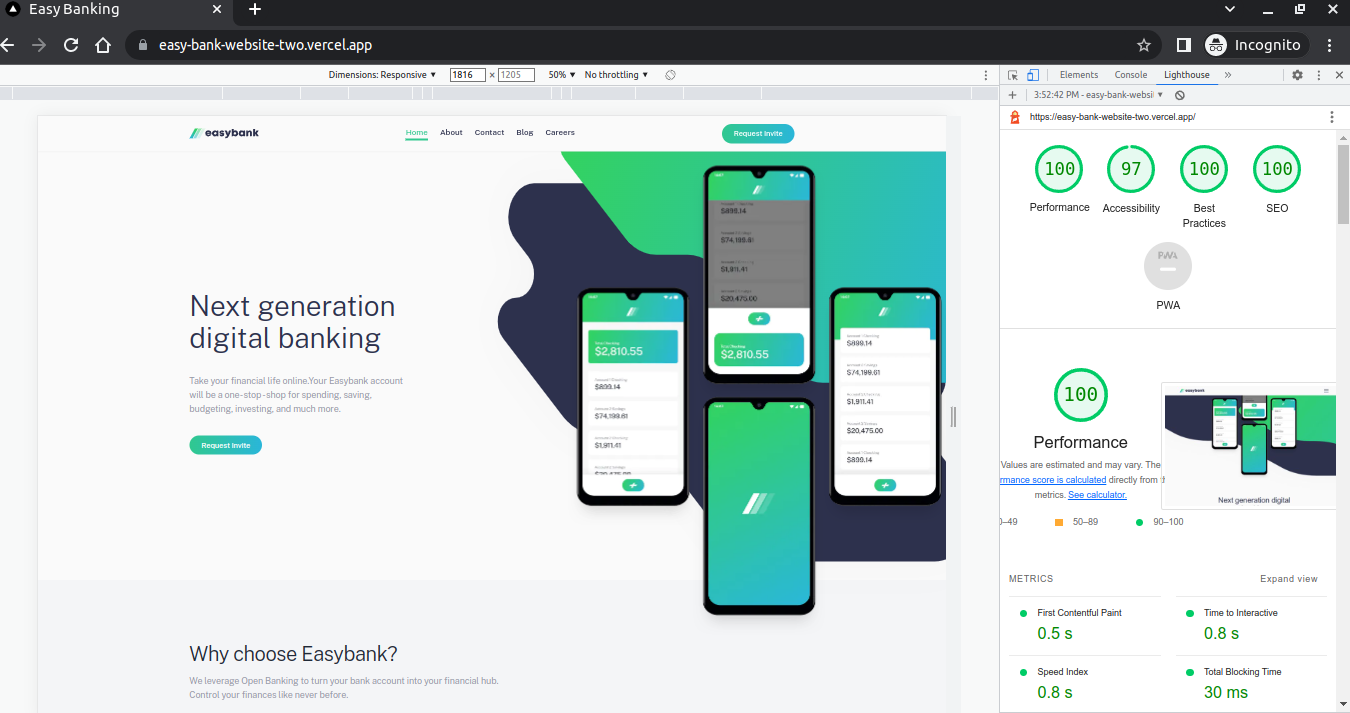 Easy Banking
easy-bank-website-two.vercel.app
Incognito
Dimensions: Responsive
1816 × 1205
50%
No throttling
Elements
Console
Lighthouse
3:52:42 PM - easy-bank-websi
https://easy-bank-website-two.vercel.app/
easybank
Home
About
Contact
Blog
Careers
Request Invite
Next generation
digital banking
Take your financial life online.Your Easybank account
will be a one-stop-shop for spending, saving,
budgeting, investing, and much more.
Request Invite
$898.14
$74,199.61
$1,911.41
$20,475.00
$2,810.55
$2,810.55
$899.14
$74,199.61
$1,911.41
$899.14
$74,199.61
$1,911.41
$20,475.00
$899.14
Why choose Easybank?
We leverage Open Banking to turn your bank account into your financial hub.
Control your finances like never before.
100
Performance
97
Accessibility
100
Best
Practices
100
SEO
PWA
PWA
100
Performance
Values are estimated and may vary. The
rmance score is calculated directly from t
metrics. See calculator.
0–49
50–89
90–100
easybank
Next generation digital
METRICS
Expand view
First Contentful Paint
0.5 s
Time to Interactive
0.8 s
Speed Index
0.8 s
Total Blocking Time
30 ms